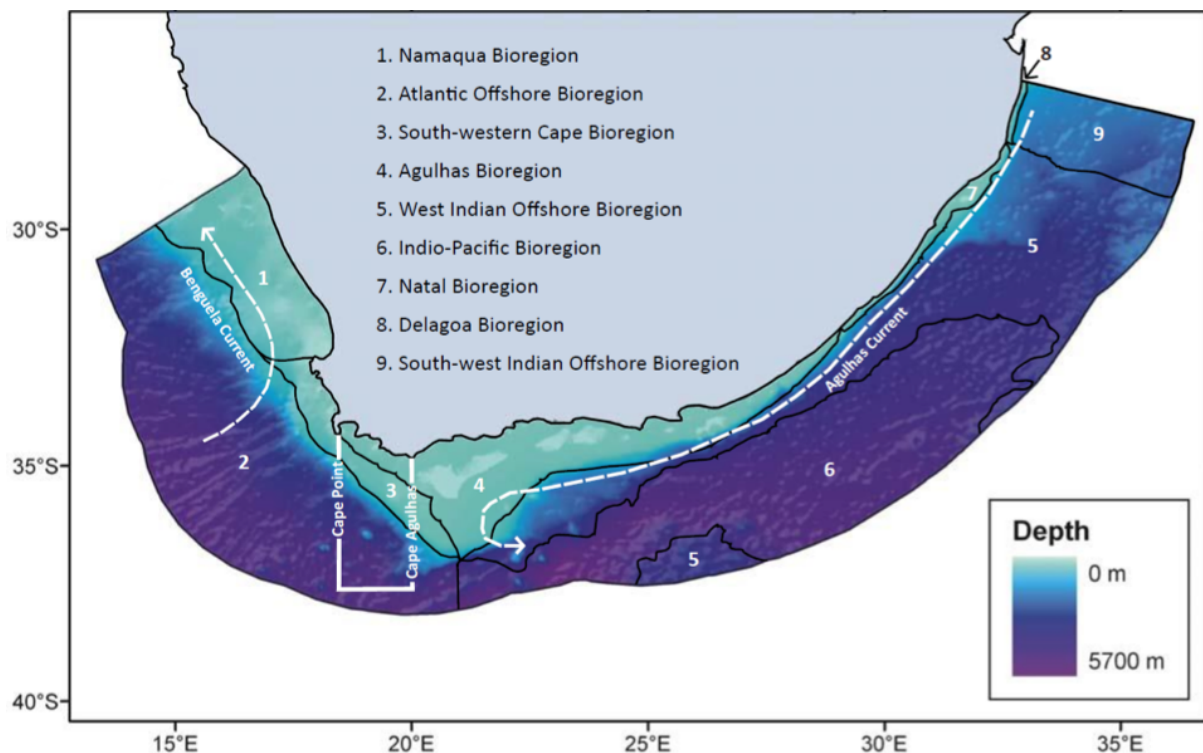 1. Namaqua Bioregion
2. Atlantic Offshore Bioregion
3. South-western Cape Bioregion
4. Agulhas Bioregion
5. West Indian Offshore Bioregion
6. Indio-Pacific Bioregion
7. Natal Bioregion
8. Delagoa Bioregion
9. South-west Indian Offshore Bioregion
8
9
7
5
1
Benguela Current
Agulhas Current
2
3
4
6
5
Cape Point
Cape Agulhas
30°S
35°S
40°S
15°E
20°E
25°E
30°E
35°E
Depth
0 m
5700 m